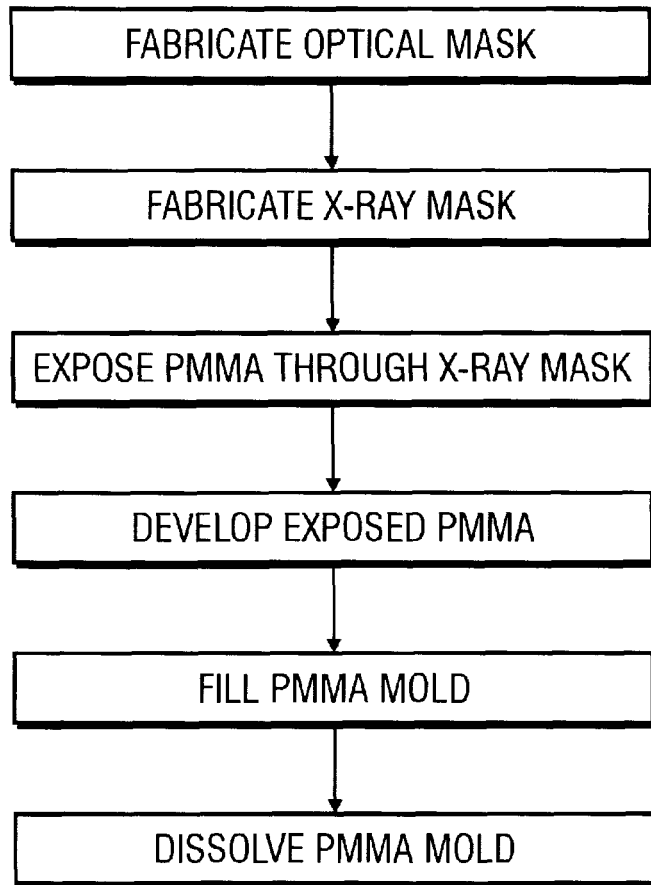 FABRICATE OPTICAL MASK
FABRICATE X-RAY MASK
EXPOSE PMMA THROUGH X-RAY MASK
DEVELOP EXPOSED PMMA
FILL PMMA MOLD
DISSOLVE PMMA MOLD